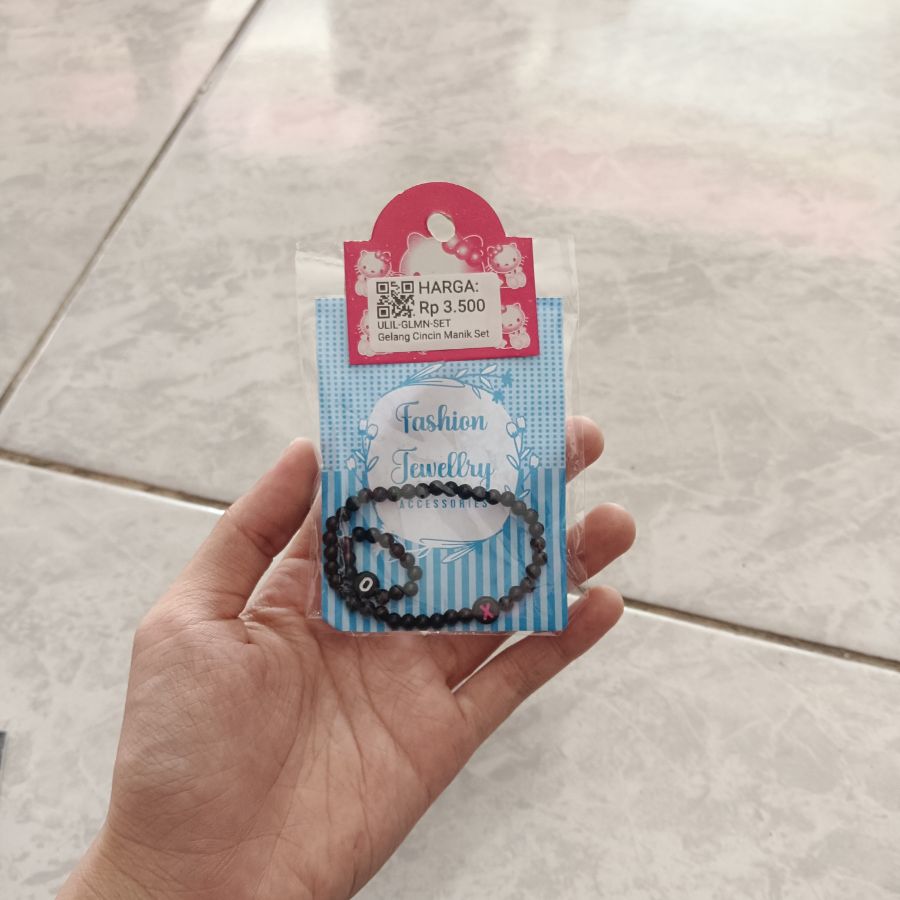 HARGA:
Rp 3.500
ULIL-GLMN-SET
Gelang Cincin Manik Set
Fashion
Jewellry
ACCESSORIES
O
X